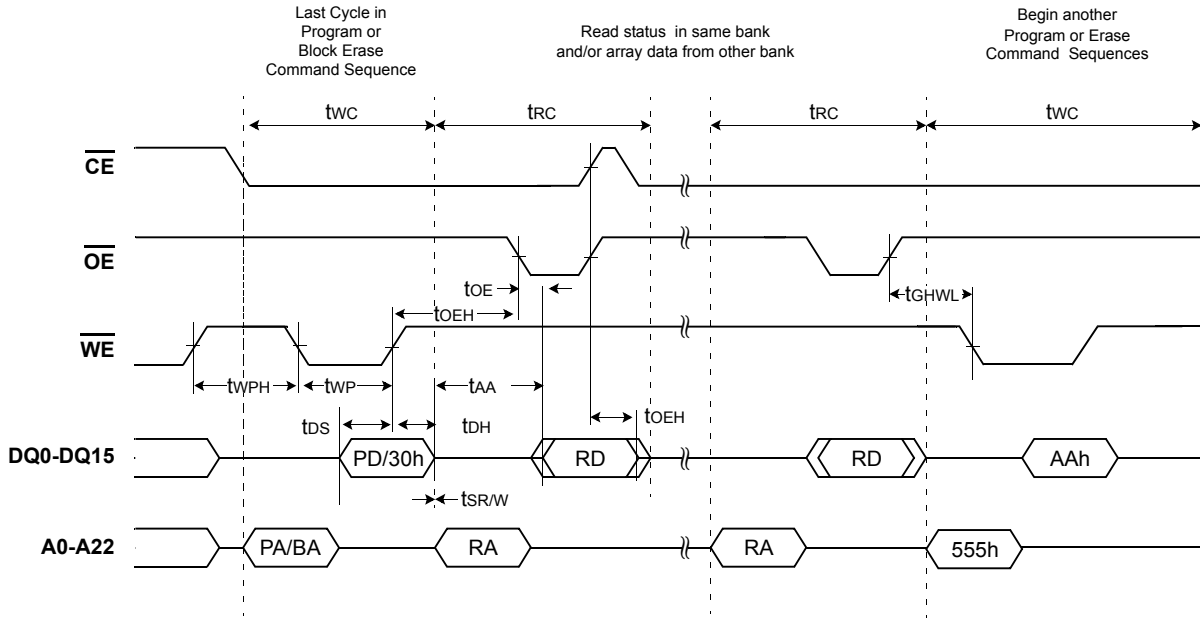 Last Cycle in
Program or
Block Erase
Command Sequence
Read status in same bank
and/or array data from other bank
Begin another
Program or Erase
Command Sequences
tWC
tRC
tRC
tWC
CE
OE
tOE
tOEH
tGHWL
WE
tWPH
tWP
tAA
tDS
tDH
tOEH
DQ0-DQ15
PD/30h
RD
RD
AAh
tSR/W
A0-A22
PA/BA
RA
RA
555h